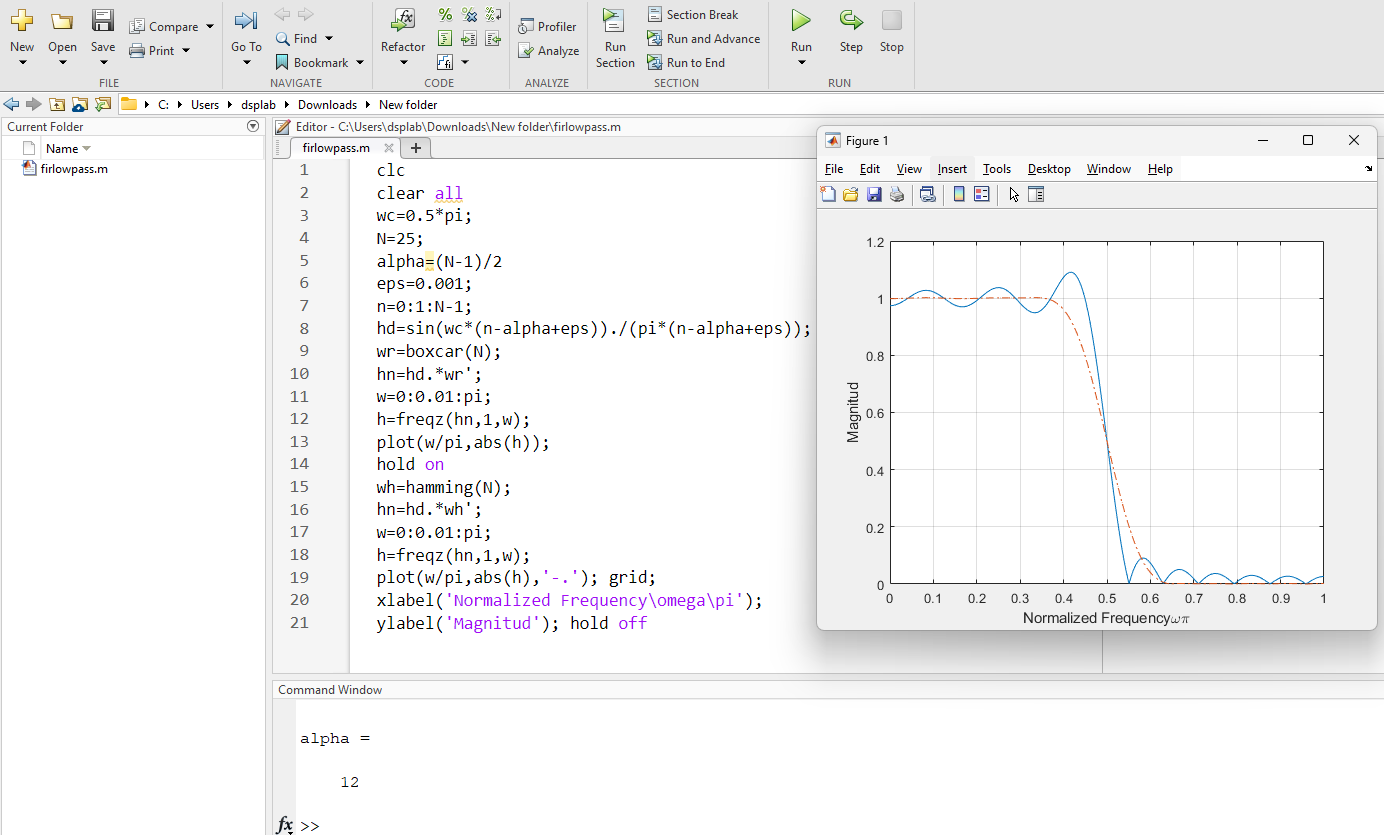 New
Open
Save
Compare
Print
FILE
Go To
Find
Bookmark
NAVIGATE
fx
Refactor
%
%
%
fi
CODE
Profiler
Analyze
ANALYZE
Run
Section
Section Break
Run and Advance
Run to End
SECTION
Run
Step
Stop
RUN
C: Users dsplab Downloads New folder
Current Folder
Name
firlowpass.m
Editor - C:\Users\dsplab\Downloads\New folder\firlowpass.m
firlowpass.m
+
1 clc
2 clear all
3 wc=0.5*pi;
4 N=25;
5 alpha=(N-1)/2
6 eps=0.001;
7 n=0:1:N-1;
8 hd=sin(wc*(n-alpha+eps))./(pi*(n-alpha+eps));
9 wr=boxcar(N);
10 hn=hd.*wr';
11 w=0:0.01:pi;
12 h=freqz(hn,1,w);
13 plot(w/pi,abs(h));
14 hold on
15 wh=hamming(N);
16 hn=hd.*wh';
17 w=0:0.01:pi;
18 h=freqz(hn,1,w);
19 plot(w/pi,abs(h),'-.'); grid;
20 xlabel('Normalized Frequency\omega\pi');
21 ylabel('Magnitud'); hold off
Figure 1
File Edit View Insert Tools Desktop Window Help
1.2
1
0.8
0.6
0.4
0.2
0
Magnitud
0 0.1 0.2 0.3 0.4 0.5 0.6 0.7 0.8 0.9 1
Normalized Frequencyωπ
Command Window
alpha =
12
fx >>